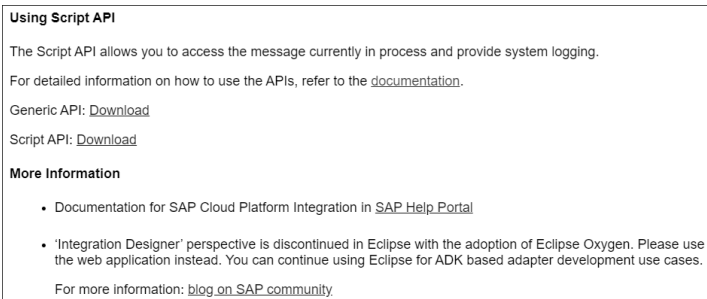 Using Script API
The Script API allows you to access the message currently in process and provide system logging.
For detailed information on how to use the APIs, refer to the documentation.
Generic API: Download
Script API: Download
More Information
• Documentation for SAP Cloud Platform Integration in SAP Help Portal
• ‘Integration Designer’ perspective is discontinued in Eclipse with the adoption of Eclipse Oxygen. Please use
the web application instead. You can continue using Eclipse for ADK based adapter development use cases.
For more information: blog on SAP community